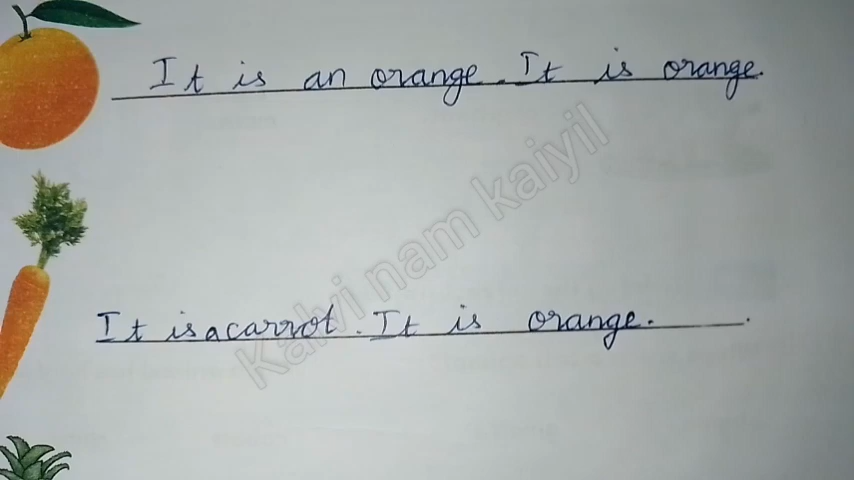 It is an orange. It is orange.
Kalvi nam kaiyil
It is a carrot. It is orange.